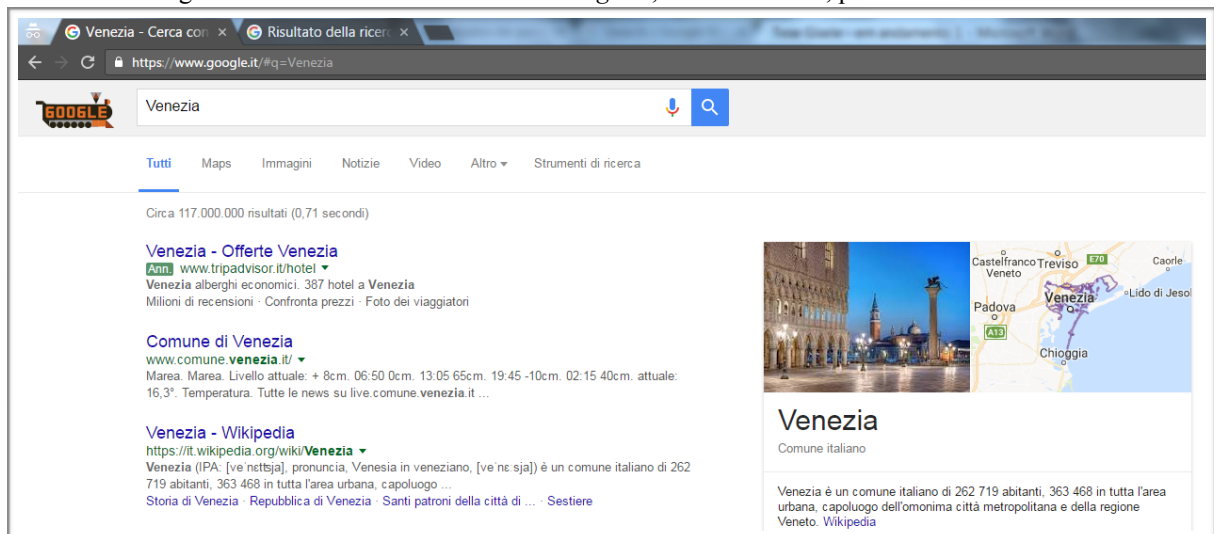 Venezia - Cerca con
Risultato della ricerc
https://www.google.it/#q=Venezia
GOOGLE
Venezia
Tutti Maps Immagini Notizie Video Altro Strumenti di ricerca
Circa 117.000.000 risultati (0,71 secondi)
Venezia - Offerte Venezia
Ann. www.tripadvisor.it/hotel
Venezia alberghi economici. 387 hotel a Venezia
Milioni di recensioni · Confronta prezzi · Foto dei viaggiatori
Comune di Venezia
www.comune.venezia.it/
Marea. Marea. Livello attuale: + 8cm. 06:50 0cm. 13:05 65cm. 19:45 -10cm. 02:15 40cm. attuale:
16,3°. Temperatura. Tutte le news su live.comune.venezia.it ...
Venezia - Wikipedia
https://it.wikipedia.org/wiki/Venezia
Venezia (IPA: [veˈnɛttsja], pronuncia, Venesia in veneziano, [veˈnɛ sja]) è un comune italiano di 262
719 abitanti, 363 468 in tutta l'area urbana, capoluogo ...
Storia di Venezia · Repubblica di Venezia · Santi patroni della città di ... · Sestiere
Castelfranco Veneto
Treviso
E70
Caorle
Padova
Venezia
Lido di Jesol
A13
Chioggia
Venezia
Comune italiano
Venezia è un comune italiano di 262 719 abitanti, 363 468 in tutta l'area
urbana, capoluogo dell'omonima città metropolitana e della regione
Veneto. Wikipedia